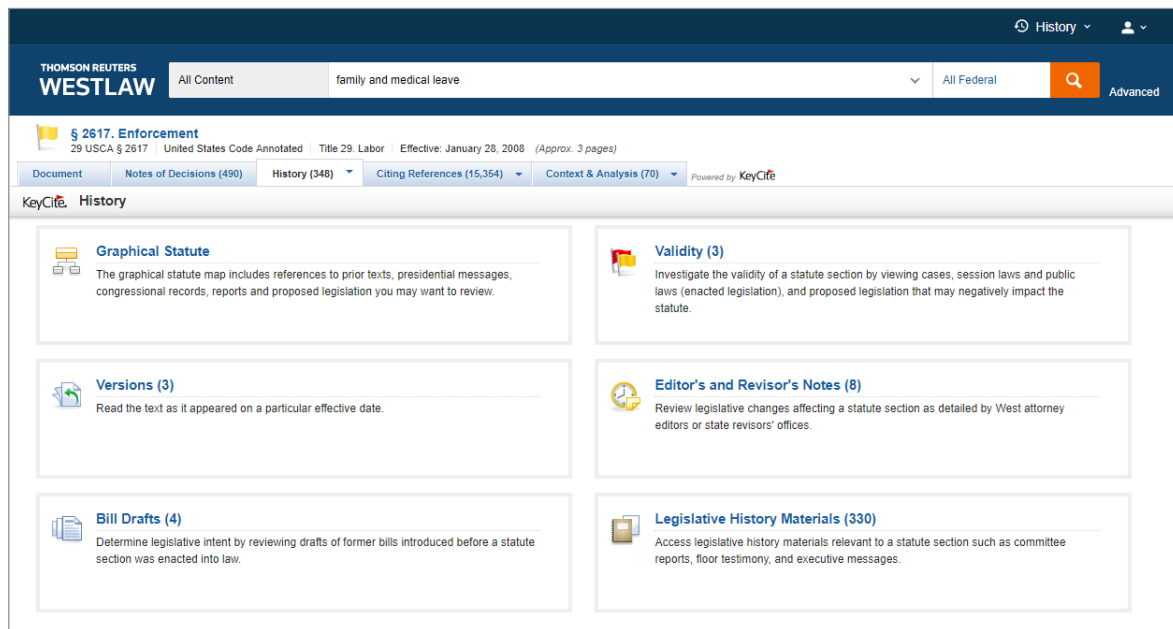 History
THOMSON REUTERS
WESTLAW
All Content
family and medical leave
All Federal
Advanced
§ 2617. Enforcement
29 USCA § 2617 United States Code Annotated Title 29. Labor Effective: January 28, 2008 (Approx. 3 pages)
Document
Notes of Decisions (490)
History (348)
Citing References (15,354)
Context & Analysis (70)
Powered by KeyCite
KeyCite. History
Graphical Statute
The graphical statute map includes references to prior texts, presidential messages,
congressional records, reports and proposed legislation you may want to review.
Validity (3)
Investigate the validity of a statute section by viewing cases, session laws and public
laws (enacted legislation), and proposed legislation that may negatively impact the
statute.
Versions (3)
Read the text as it appeared on a particular effective date.
Editor's and Revisor's Notes (8)
Review legislative changes affecting a statute section as detailed by West attorney
editors or state revisors' offices.
Bill Drafts (4)
Determine legislative intent by reviewing drafts of former bills introduced before a statute
section was enacted into law.
Legislative History Materials (330)
Access legislative history materials relevant to a statute section such as committee
reports, floor testimony, and executive messages.